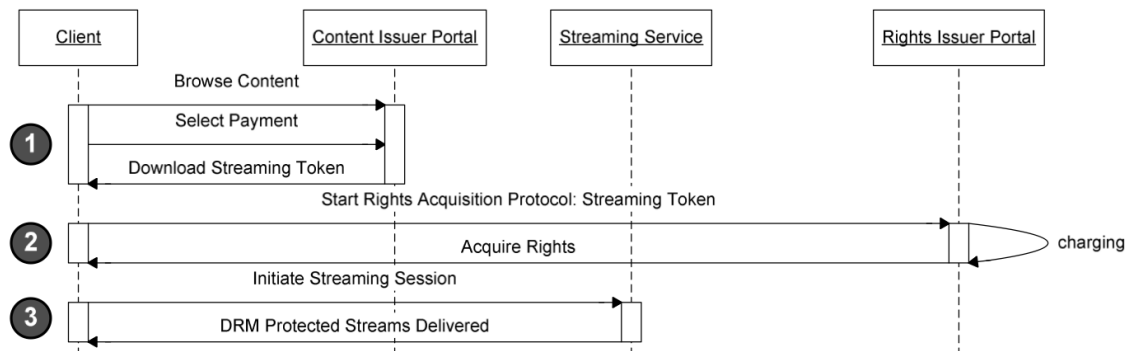 Client
Content Issuer Portal
Streaming Service
Rights Issuer Portal
Browse Content
1
Select Payment
Download Streaming Token
Start Rights Acquisition Protocol: Streaming Token
2
Acquire Rights
charging
Initiate Streaming Session
3
DRM Protected Streams Delivered